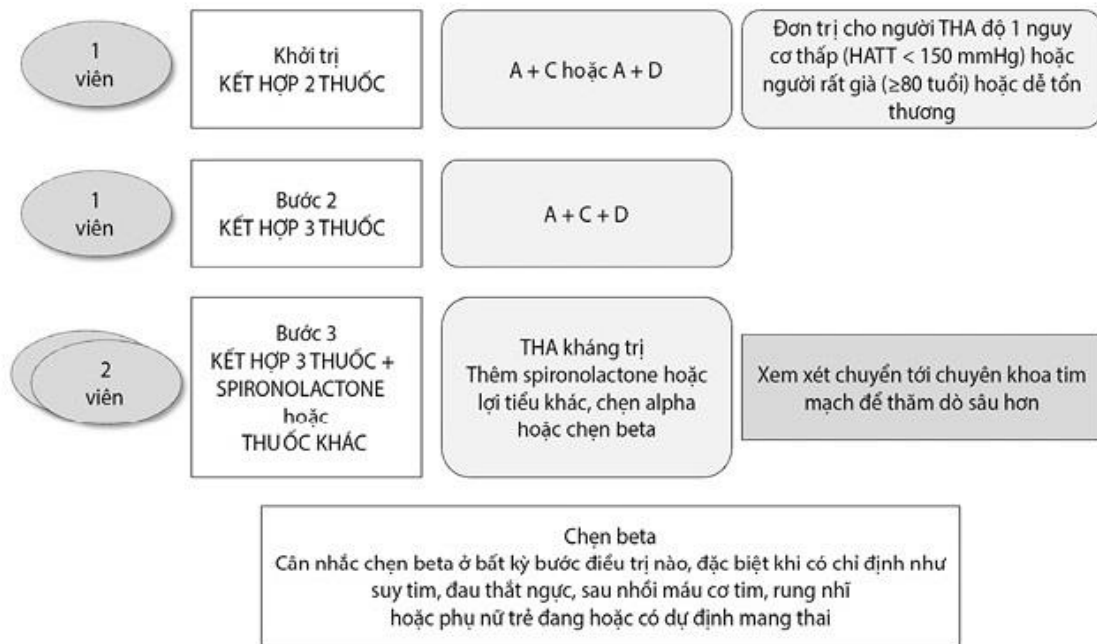 1
viên
Khởi trị
KẾT HỢP 2 THUỐC
A + C hoặc A + D
Đơn trị cho người THA độ 1 nguy
cơ thấp (HATT < 150 mmHg) hoặc
người rất già (≥80 tuổi) hoặc dễ tổn
thương
1
viên
Bước 2
KẾT HỢP 3 THUỐC
A + C + D
2
viên
Bước 3
KẾT HỢP 3 THUỐC +
SPIRONOLACTONE
hoặc
THUỐC KHÁC
THA kháng trị
Thêm spironolactone hoặc
lợi tiểu khác, chẹn alpha
hoặc chẹn beta
Xem xét chuyển tới chuyên khoa tim
mạch để thăm dò sâu hơn
Chẹn beta
Cân nhắc chẹn beta ở bất kỳ bước điều trị nào, đặc biệt khi có chỉ định như
suy tim, đau thắt ngực, sau nhồi máu cơ tim, rung nhĩ
hoặc phụ nữ trẻ đang hoặc có dự định mang thai